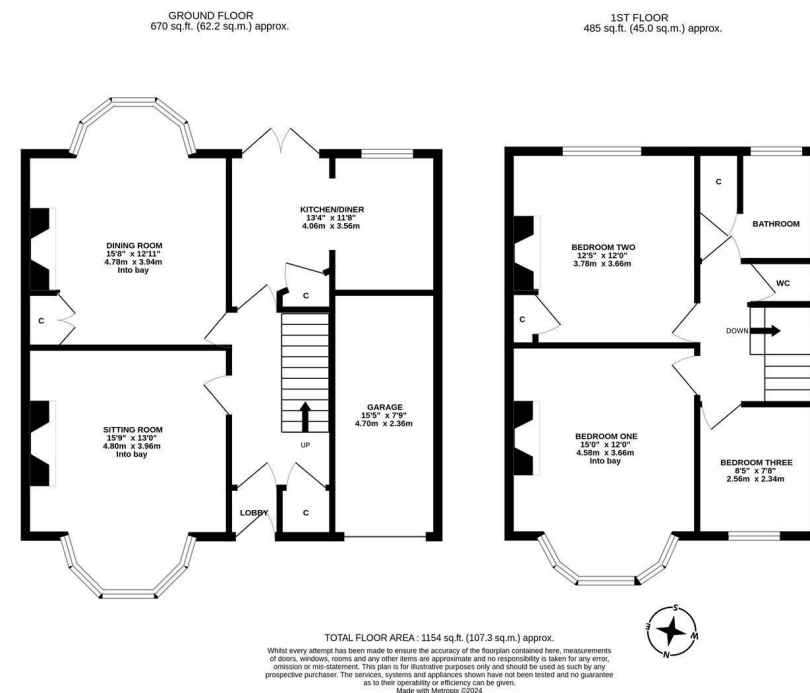 GROUND FLOOR
670 sq.ft. (62.2 sq.m.) approx.
1ST FLOOR
485 sq.ft. (45.0 sq.m.) approx.
DINING ROOM
15'8" x 12'11"
4.78m x 3.94m
Into bay
KITCHEN/DINER
13'4" x 11'8"
4.06m x 3.56m
C
C
SITTING ROOM
15'9" x 13'0"
4.80m x 3.96m
Into bay
UP
GARAGE
15'5" x 7'9"
4.70m x 2.36m
LOBBY
C
BEDROOM TWO
12'5" x 12'0"
3.78m x 3.66m
C
C
BATHROOM
WC
DOWN
BEDROOM ONE
15'0" x 12'0"
4.58m x 3.66m
Into bay
BEDROOM THREE
8'5" x 7'8"
2.56m x 2.34m
S
E
W
N
TOTAL FLOOR AREA : 1154 sq.ft. (107.3 sq.m.) approx.
Whilst every attempt has been made to ensure the accuracy of the floorplan contained here, measurements
of doors, windows, rooms and any other items are approximate and no responsibility is taken for any error,
omission or mis-statement. This plan is for illustrative purposes only and should be used as such by any
prospective purchaser. The services, systems and appliances shown have not been tested and no guarantee
as to their operability or efficiency can be given.
Made with Metropix ©2024